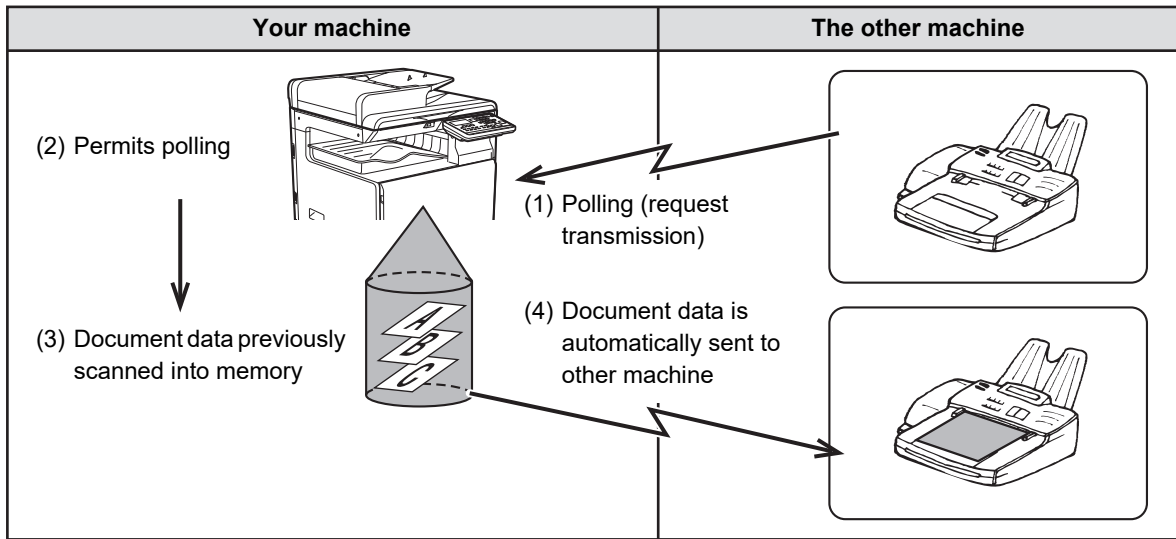 Your machine
The other machine
(2) Permits polling
(1) Polling (request
transmission)
(3) Document data previously
scanned into memory
A
B
C
(4) Document data is
automatically sent to
other machine